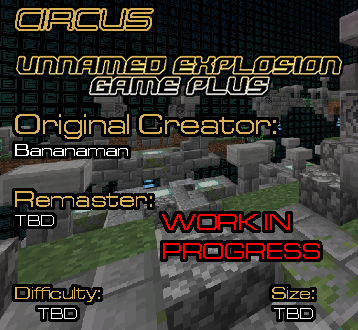 CIRCUS
UNNAMED EXPLOSION
GAME PLUS
Original Creator:
Bananaman
Remaster:
TBD
WORK IN
PROGRESS
Difficulty:
TBD
Size:
TBD